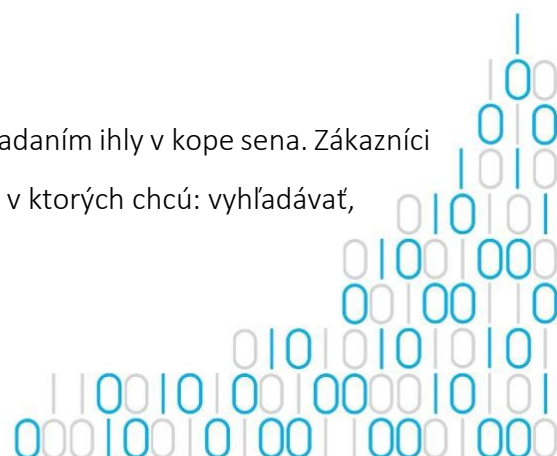 adaním ihly v kope sena. Zákazníci
v ktorých chcú: vyhľadávať,